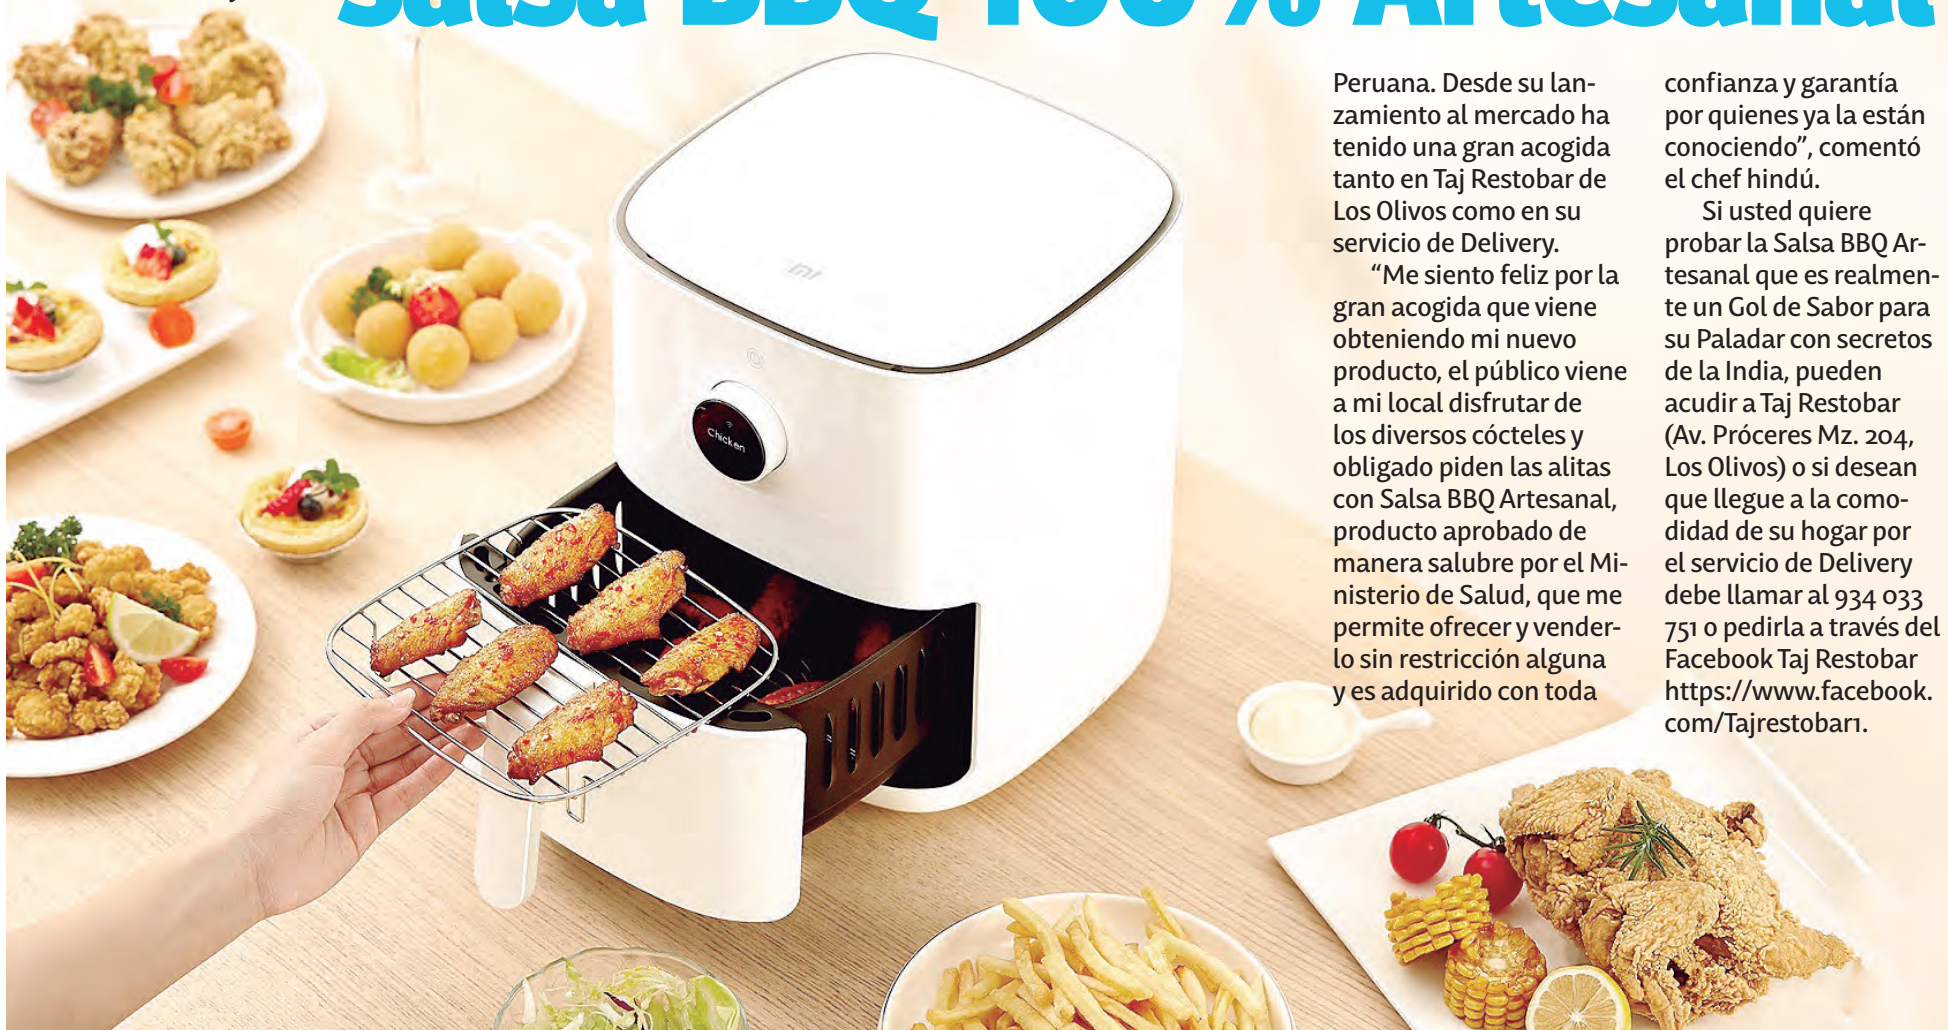 Salsa BBQ 100% Artesanal
Peruana. Desde su lan-
zamiento al mercado ha
tenido una gran acogida
tanto en Taj Restobar de
Los Olivos como en su
servicio de Delivery.
“Me siento feliz por la
gran acogida que viene
obteniendo mi nuevo
producto, el público viene
a mi local disfrutar de
los diversos cócteles y
obligado piden las alitas
con Salsa BBQ Artesanal,
producto aprobado de
manera salubre por el Mi-
nisterio de Salud, que me
permite ofrecer y vender-
lo sin restricción alguna
y es adquirido con toda
confianza y garantía
por quienes ya la están
conociendo”, comentó
el chef hindú.
Si usted quiere
probar la Salsa BBQ Ar-
tesanal que es realmen-
te un Gol de Sabor para
su Paladar con secretos
de la India, pueden
acudir a Taj Restobar
(Av. Próceres Mz. 204,
Los Olivos) o si desean
que llegue a la como-
didad de su hogar por
el servicio de Delivery
debe llamar al 934 033
751 o pedirla a través del
Facebook Taj Restobar
https://www.facebook.
com/Tajrestobar1.
mi
Chicken